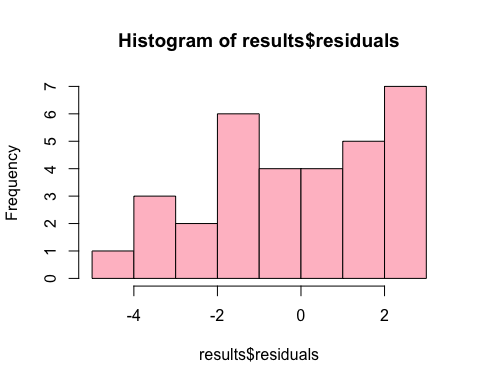 Histogram of results$residuals
Frequency
7
6
5
4
3
2
1
0
-4 -2 0 2
results$residuals